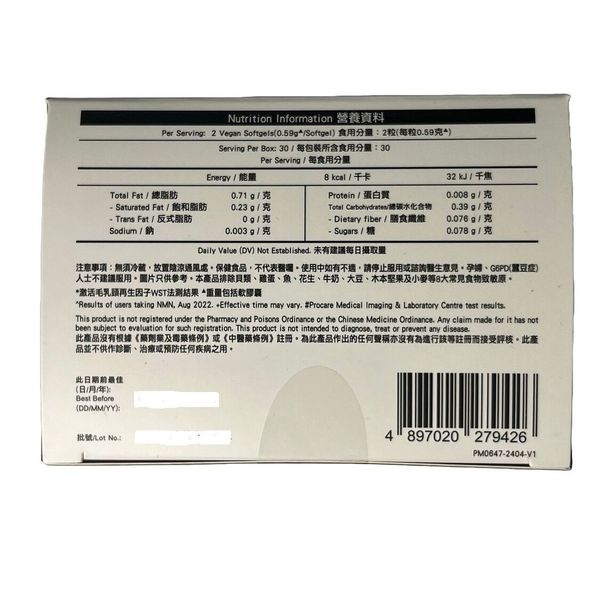 Nutrition Information 營養資料
Per Serving: 2 Vegan Softgels(0.59g▲/Softgel) 食用分量：2粒(每粒0.59克▲)
Serving Per Box: 30 / 每包裝所含食用分量：30
Per Serving / 每食用分量
Energy / 能量 8 kcal / 千卡 32 kJ / 千焦
Total Fat / 總脂肪 0.71 g / 克 Protein / 蛋白質 0.008 g / 克
- Saturated Fat / 飽和脂肪 0.23 g / 克 Total Carbohydrates/總碳水化合物 0.39 g / 克
- Trans Fat / 反式脂肪 0 g / 克 - Dietary fiber / 膳食纖維 0.076 g / 克
Sodium / 鈉 0.003 g / 克 - Sugars / 糖 0.078 g / 克
Daily Value (DV) Not Established. 未有建議每日攝取量
注意事項：無須冷藏，放置陰涼通風處。保健食品，不代表醫囑。使用中如有不適，請停止服用或諮詢醫生意見。孕婦、G6PD(蠶豆症)
人士不建議服用。圖片只供參考。本產品排除貝類、雞蛋、魚、花生、牛奶、大豆、木本堅果及小麥等8大常見食物致敏原。
*激活毛乳頭再生因子WST法測結果 ▲重量包括軟膠囊
^Results of users taking NMN, Aug 2022. +Effective time may vary. #Procare Medical Imaging & Laboratory Centre test results.
This product is not registered under the Pharmacy and Poisons Ordinance or the Chinese Medicine Ordinance. Any claim made for it has not
been subject to evaluation for such registration. This product is not intended to diagnose, treat or prevent any disease.
此產品沒有根據《藥劑業及毒藥條例》或《中醫藥條例》註冊。為此產品作出的任何聲稱亦沒有為進行該等註冊而接受評核。此產
品並不供作診斷、治療或預防任何疾病之用。
此日期前最佳
(日/月/年):
Best Before
(DD/MM/YY):
批號/Lot No.:
4 897020 279426
PM0647-2404-V1